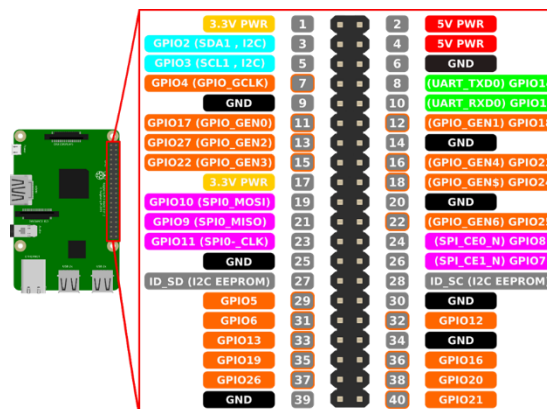 3.3V PWR 1 2 5V PWR
GPIO2 (SDA1 , I2C) 3 4 5V PWR
GPIO3 (SCL1 , I2C) 5 6 GND
GPIO4 (GPIO_GCLK) 7 8 (UART_TXD0) GPIO1
GND 9 10 (UART_RXD0) GPIO1
GPIO17 (GPIO_GEN0) 11 12 (GPIO_GEN1) GPIO18
GPIO27 (GPIO_GEN2) 13 14 GND
GPIO22 (GPIO_GEN3) 15 16 (GPIO_GEN4) GPIO2
3.3V PWR 17 18 (GPIO_GEN$) GPIO2
GPIO10 (SPI0_MOSI) 19 20 GND
GPIO9 (SPI0_MISO) 21 22 (GPIO_GEN6) GPIO2
GPIO11 (SPI0-_CLK) 23 24 (SPI_CE0_N) GPIO8
GND 25 26 (SPI_CE1_N) GPIO7
ID_SD (I2C EEPROM) 27 28 ID_SC (I2C EEPROM)
GPIO5 29 30 GND
GPIO6 31 32 GPIO12
GPIO13 33 34 GND
GPIO19 35 36 GPIO16
GPIO26 37 38 GPIO20
GND 39 40 GPIO21